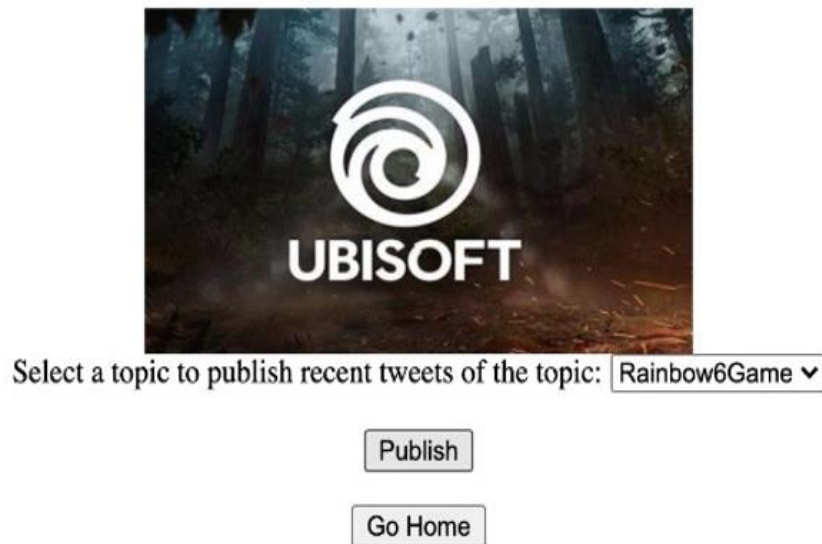 UBISOFT
Select a topic to publish recent tweets of the topic: Rainbow6Game
Publish
Go Home